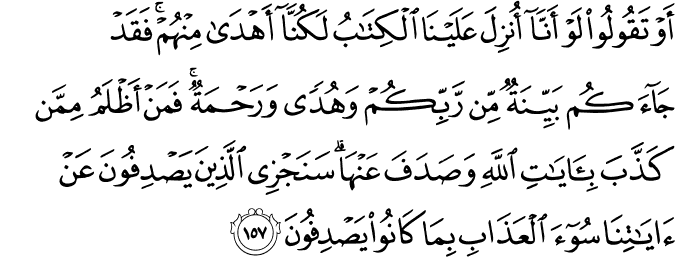 أَوۡ تَقُولُواْ لَوۡ أَنَّآ أُنزِلَ عَلَيۡنَا ٱلۡكِتَٰبُ لَكُنَّآ أَهۡدَىٰ مِنۡهُمۡۚ فَقَدۡ
جَآءَكُم بَيِّنَةٞ مِّن رَّبِّكُمۡ وَهُدٗى وَرَحۡمَةٞۚ فَمَنۡ أَظۡلَمُ مِمَّن
كَذَّبَ بِـَٔايَٰتِ ٱللَّهِ وَصَدَفَ عَنۡهَاۗ سَنَجۡزِي ٱلَّذِينَ يَصۡدِفُونَ عَنۡ
ءَايَٰتِنَا سُوٓءَ ٱلۡعَذَابِ بِمَا كَانُواْ يَصۡدِفُونَ ١٥٧